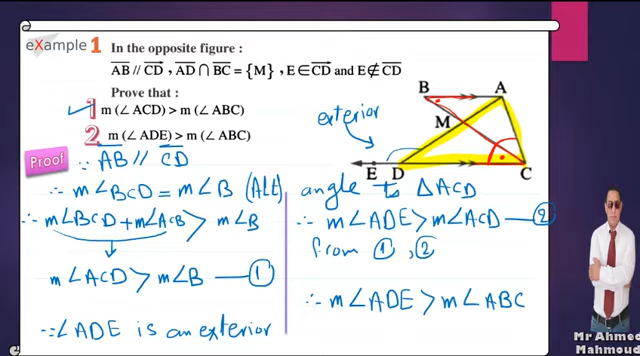 eXample 1 In the opposite figure :
AB // CD , AD ∩ BC = {M} , E ∈ CD and E ∉ CD
Prove that :
1 m (∠ ACD) > m (∠ ABC)
2 m (∠ ADE) > m (∠ ABC)
Proof
∵ AB // CD
∴ m∠BCD = m∠B (Alt)
∴ m∠BCD + m∠ACB > m∠B
m∠ACD > m∠B — 1
∵∠ADE is an exterior
exterior
B
A
M
E
D
C
angle to ΔACD
∴ m∠ADE > m∠ACD — 2
from 1 , 2
∴ m∠ADE > m∠ABC
Mr Ahmed
Mahmoud